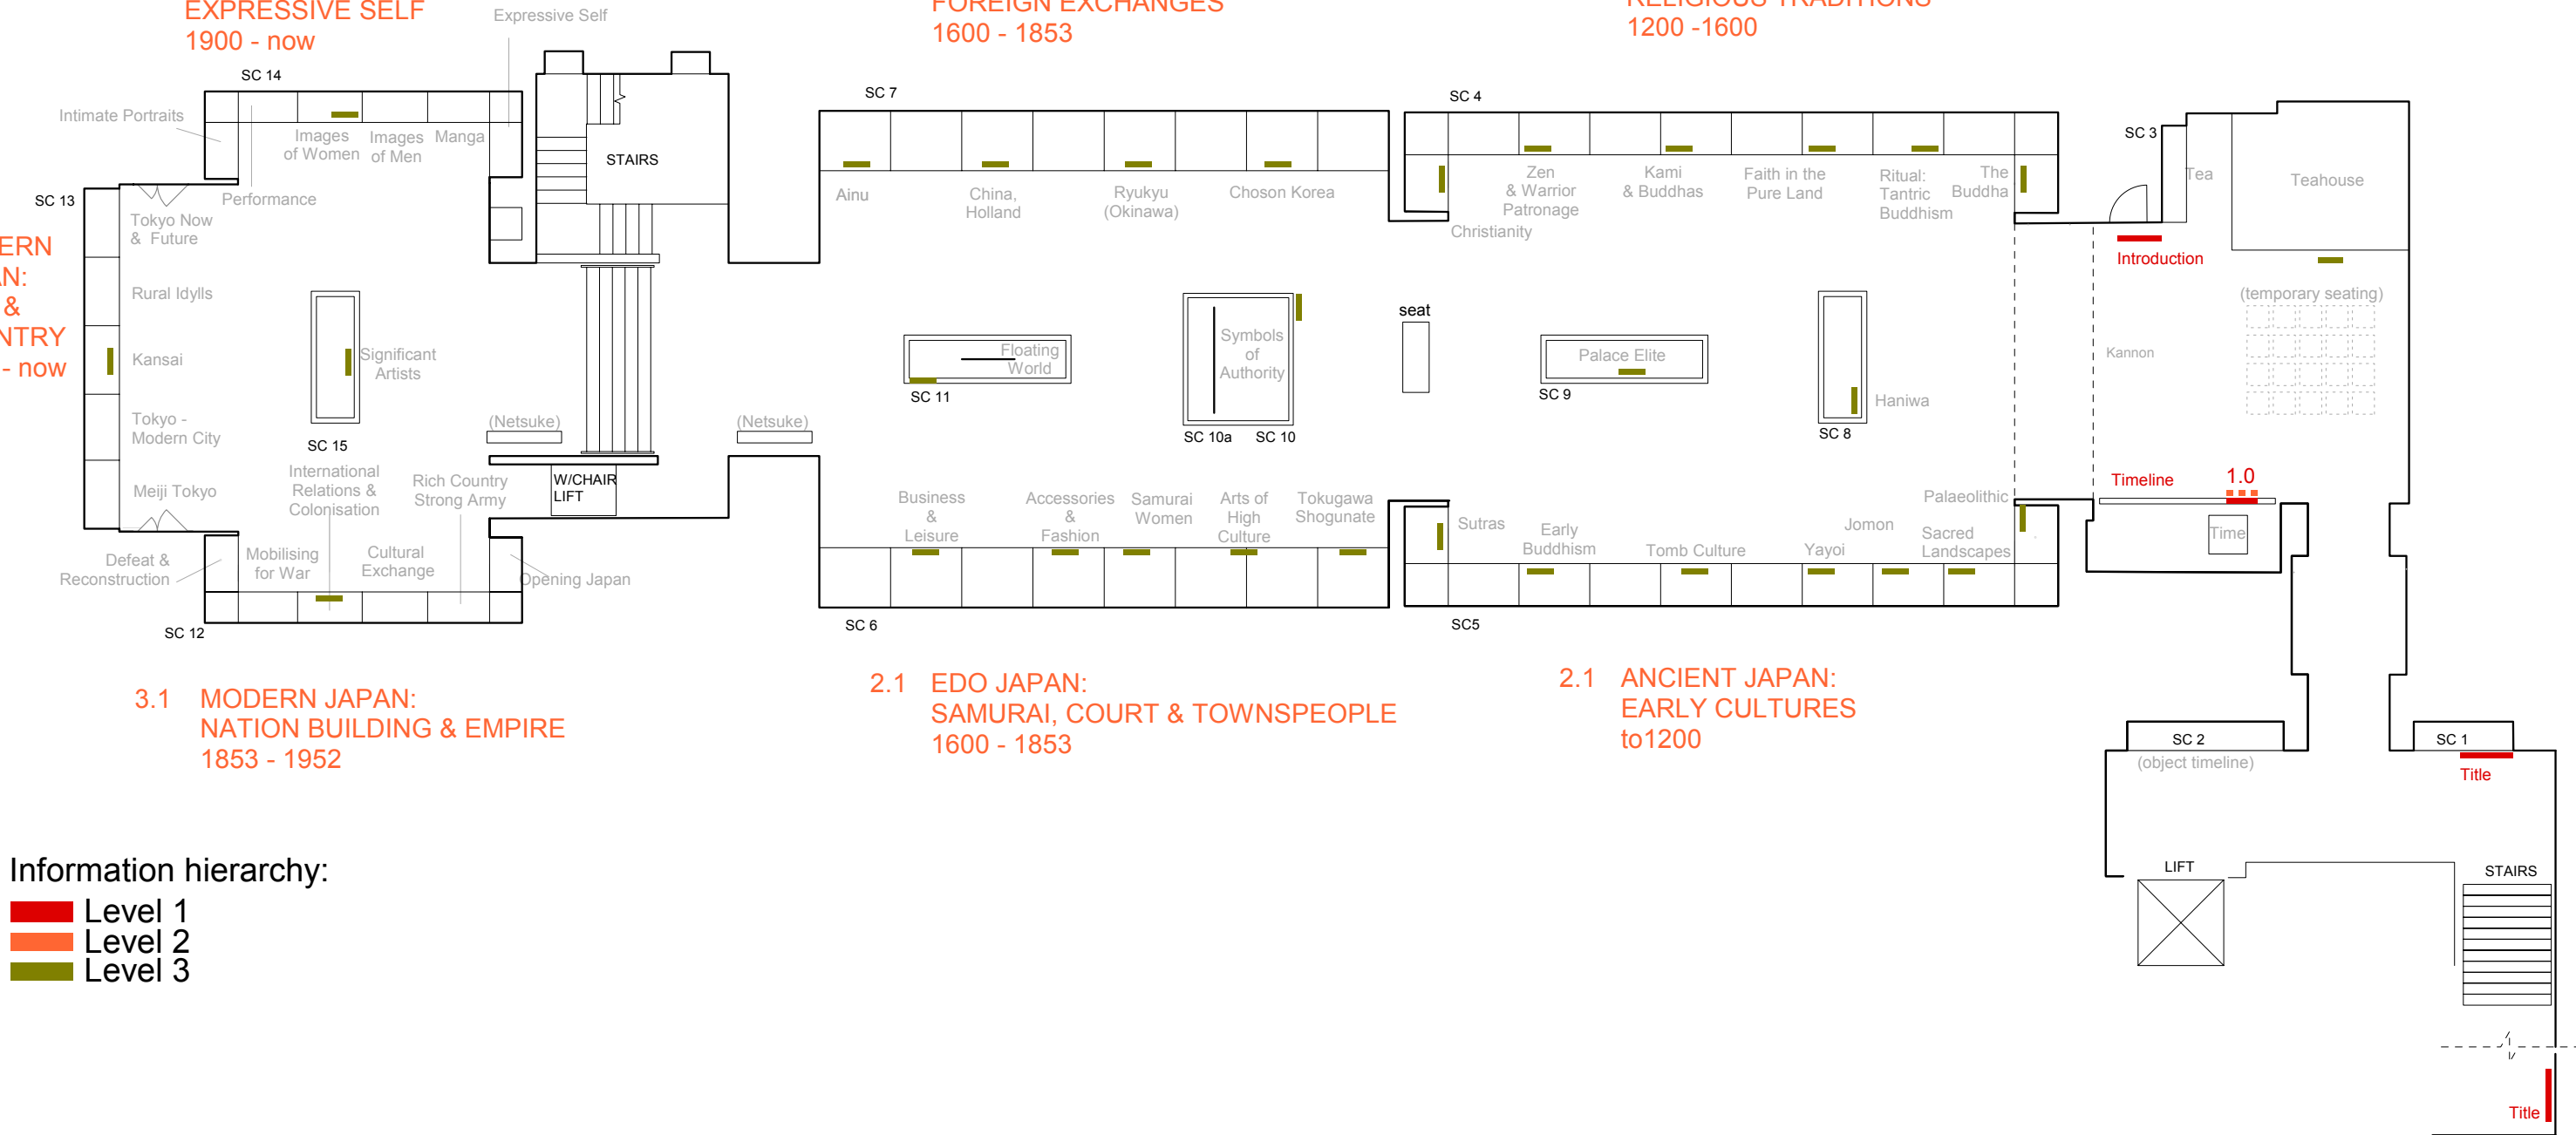 EXPRESSIVE SELF
1900 - now
Expressive Self
FOREIGN EXCHANGES
1600 - 1853
RELIGIOUS TRADITIONS
1200 -1600
SC 14
Intimate Portraits
Images
of Women
Images
of Men
Manga
Performance
STAIRS
SC 13
Tokyo Now
& Future
Rural Idylls
Kansai
Tokyo -
Modern City
Meiji Tokyo
&
- now
Significant
Artists
SC 15
(Netsuke)
(Netsuke)
W/CHAIR
LIFT
International
Relations &
Colonisation
Rich Country
Strong Army
Defeat &
Reconstruction
Mobilising
for War
Cultural
Exchange
Opening Japan
SC 12
SC 7
Ainu
China,
Holland
Ryukyu
(Okinawa)
Choson Korea
Floating
World
SC 11
Symbols
of
Authority
SC 10a
SC 10
seat
Business
&
Leisure
Accessories
&
Fashion
Samurai
Women
Arts of
High
Culture
Tokugawa
Shogunate
SC 6
SC 4
Zen
& Warrior
Patronage
Kami
& Buddhas
Faith in the
Pure Land
Ritual:
Tantric
Buddhism
The
Buddha
Christianity
Palace Elite
SC 9
Haniwa
SC 8
Sutras
Early
Buddhism
Tomb Culture
Yayoi
Jomon
Sacred
Landscapes
Palaeolithic
SC5
SC 3
Tea
Teahouse
Introduction
(temporary seating)
Kannon
Timeline
1.0
Time
3.1 MODERN JAPAN:
NATION BUILDING & EMPIRE
1853 - 1952
2.1 EDO JAPAN:
SAMURAI, COURT & TOWNSPEOPLE
1600 - 1853
2.1 ANCIENT JAPAN:
EARLY CULTURES
to1200
SC 2
(object timeline)
SC 1
Title
LIFT
STAIRS
Title
Information hierarchy:
Level 1
Level 2
Level 3